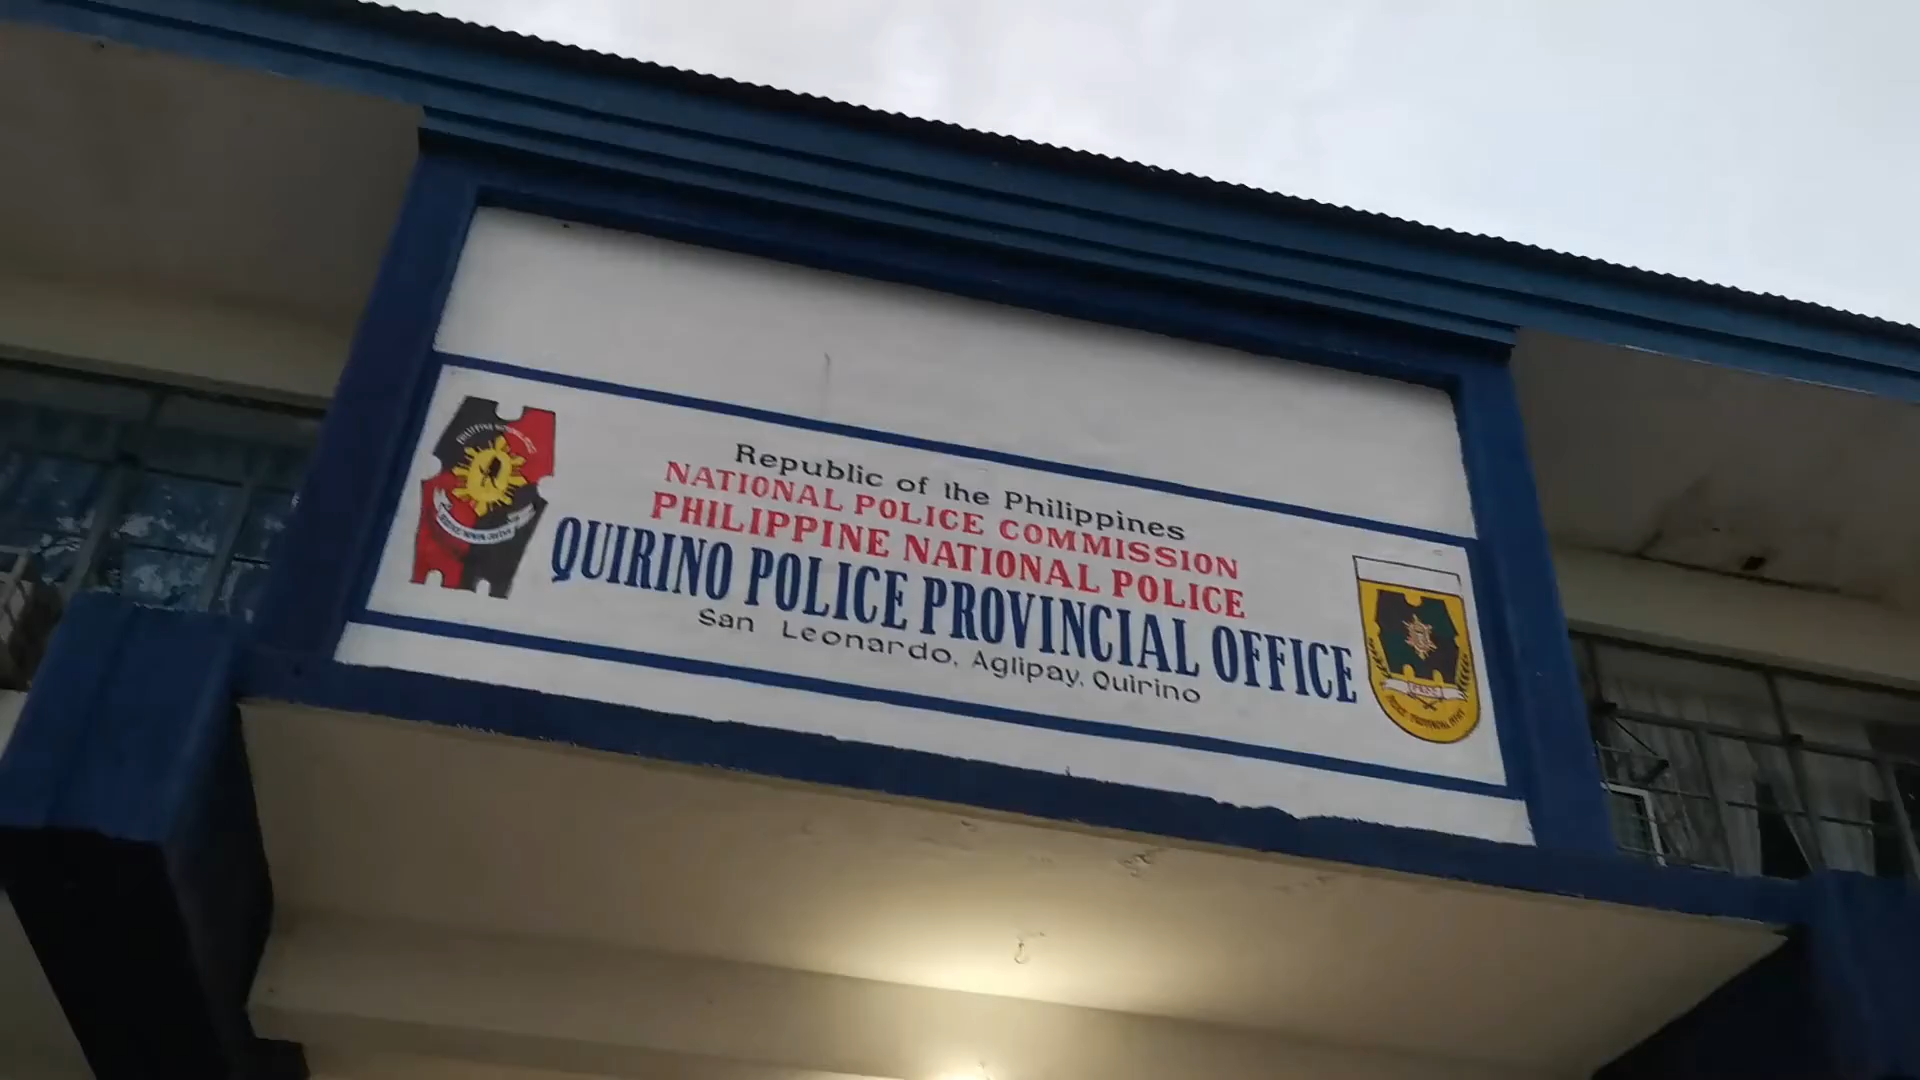 Republic of the Philippines
NATIONAL POLICE COMMISSION
PHILIPPINE NATIONAL POLICE
QUIRINO POLICE PROVINCIAL OFFICE
San Leonardo, Aglipay, Quirino